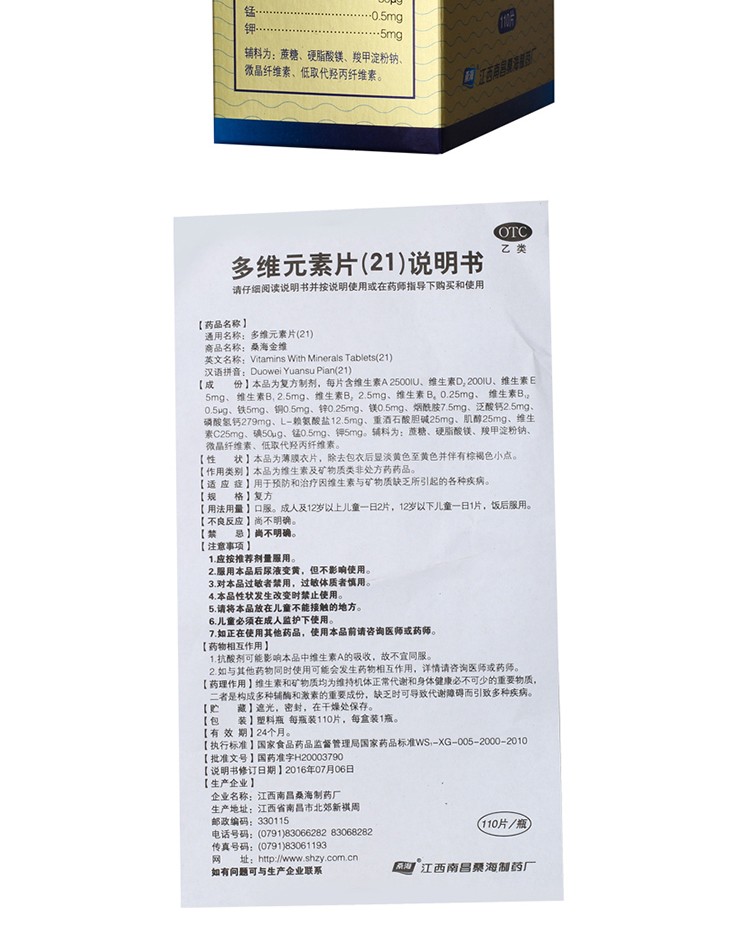 锰 0.5mg
110片
钾 5mg
辅料为：蔗糖、硬脂酸镁、羧甲淀粉钠、
微晶纤维素、低取代羟丙纤维素。
桑海 江西南昌桑海制药厂
OTC
乙类
多维元素片(21)说明书
请仔细阅读说明书并按说明使用或在药师指导下购买和使用
【药品名称】
通用名称：多维元素片(21)
商品名称：桑海金维
英文名称：Vitamins With Minerals Tablets(21)
汉语拼音：Duowei Yuansu Pian(21)
【成 份】本品为复方制剂，每片含维生素A 2500IU、维生素D₂ 200IU、维生素E
5mg、维生素B₁ 2.5mg、维生素B₂ 2.5mg、维生素B₆ 0.25mg、维生素B₁₂
0.5μg、铁5mg、铜0.5mg、锌0.25mg、镁0.5mg、烟酰胺7.5mg、泛酸钙2.5mg、
磷酸氢钙279mg、L-赖氨酸盐12.5mg、重酒石酸胆碱25mg、肌醇25mg、维生
素C25mg、碘50μg、锰0.5mg、钾5mg。辅料为：蔗糖、硬脂酸镁、羧甲淀粉钠、
微晶纤维素、低取代羟丙纤维素。
【性 状】本品为薄膜衣片，除去包衣后显淡黄色至黄色并伴有棕褐色小点。
【作用类别】本品为维生素及矿物质类非处方药药品。
【适 应 症】用于预防和治疗因维生素与矿物质缺乏所引起的各种疾病。
【规 格】复方
【用法用量】口服。成人及12岁以上儿童一日2片，12岁以下儿童一日1片，饭后服用。
【不良反应】尚不明确。
【禁 忌】尚不明确。
【注意事项】
1.应按推荐剂量服用。
2.服用本品后尿液变黄，但不影响使用。
3.对本品过敏者禁用，过敏体质者慎用。
4.本品性状发生改变时禁止使用。
5.请将本品放在儿童不能接触的地方。
6.儿童必须在成人监护下使用。
7.如正在使用其他药品，使用本品前请咨询医师或药师。
【药物相互作用】
1.抗酸剂可能影响本品中维生素A的吸收，故不宜同服。
2.如与其他药物同时使用可能会发生药物相互作用，详情请咨询医师或药师。
【药理作用】维生素和矿物质均为维持机体正常代谢和身体健康必不可少的重要物质，
二者是构成多种辅酶和激素的重要成份，缺乏时可导致代谢障碍而引致多种疾病。
【贮 藏】遮光，密封，在干燥处保存。
【包 装】塑料瓶 每瓶装110片，每盒装1瓶。
【有 效 期】24个月。
【执行标准】国家食品药品监督管理局国家药品标准WS₁-XG-005-2000-2010
【批准文号】国药准字H20003790
【说明书修订日期】2016年07月06日
【生产企业】
企业名称：江西南昌桑海制药厂
生产地址：江西省南昌市北郊新祺周
邮政编码：330115
电话号码：(0791)83066282 83068282
传真号码：(0791)83061193
网 址：http://www.shzy.com.cn
如有问题可与生产企业联系
110片/瓶
桑海 江西南昌桑海制药厂